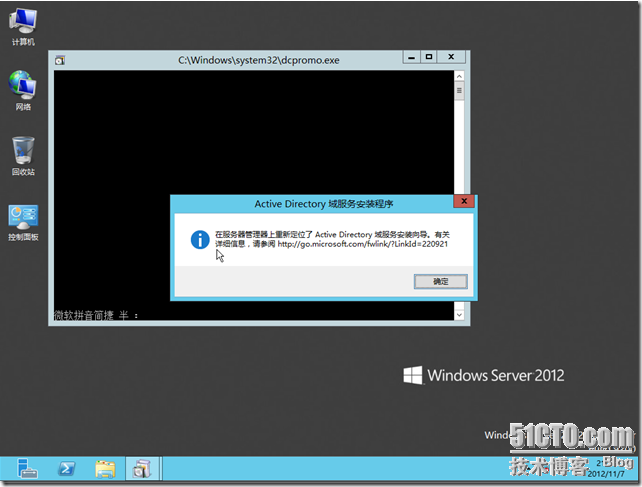 计算机
网络
回收站
控制面板
C:\Windows\system32\dcpromo.exe
Active Directory 域服务安装程序
在服务器管理器上重新定位了 Active Directory 域服务安装向导。有关
详细信息，请参阅 http://go.microsoft.com/fwlink/?LinkId=220921
确定
微软拼音简捷 半 :
Windows Server 2012
51CTO.com
技术博客 Blog
2012/11/7